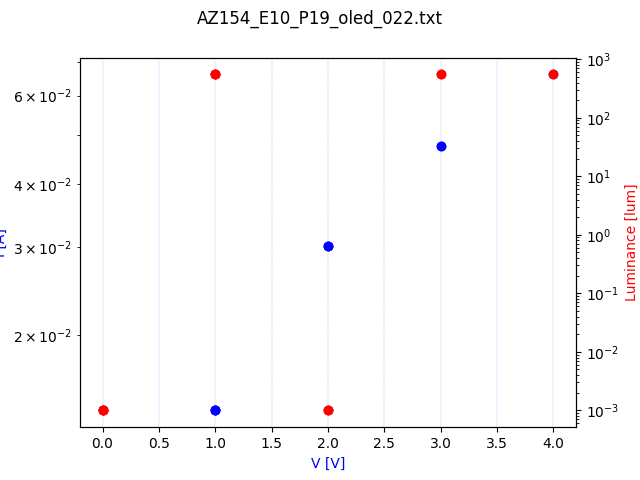 AZ154_E10_P19_oled_022.txt
6 × 10⁻²
4 × 10⁻²
3 × 10⁻²
2 × 10⁻²
10³
10²
10¹
10⁰
10⁻¹
10⁻²
10⁻³
Luminance [lum]
0.0 0.5 1.0 1.5 2.0 2.5 3.0 3.5 4.0
V [V]